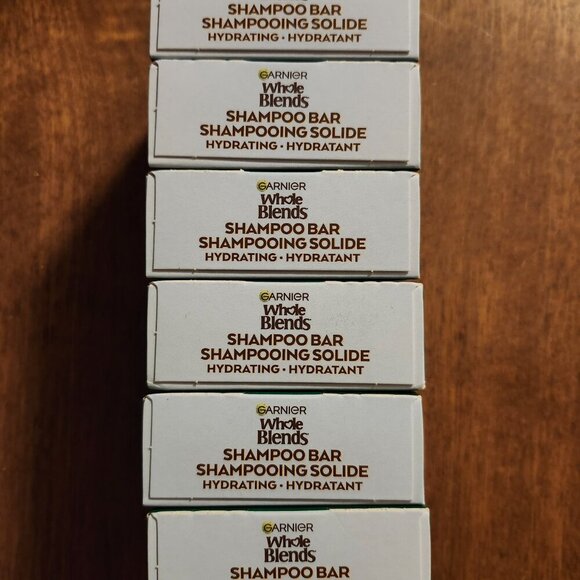 SHAMPOO BAR
SHAMPOOING SOLIDE
HYDRATING • HYDRATANT
GARNIER
Whole
Blends
SHAMPOO BAR
SHAMPOOING SOLIDE
HYDRATING • HYDRATANT
GARNIER
Whole
Blends
SHAMPOO BAR
SHAMPOOING SOLIDE
HYDRATING • HYDRATANT
GARNIER
Whole
Blends
SHAMPOO BAR
SHAMPOOING SOLIDE
HYDRATING • HYDRATANT
GARNIER
Whole
Blends
SHAMPOO BAR
SHAMPOOING SOLIDE
HYDRATING • HYDRATANT
GARNIER
Whole
Blends
SHAMPOO BAR